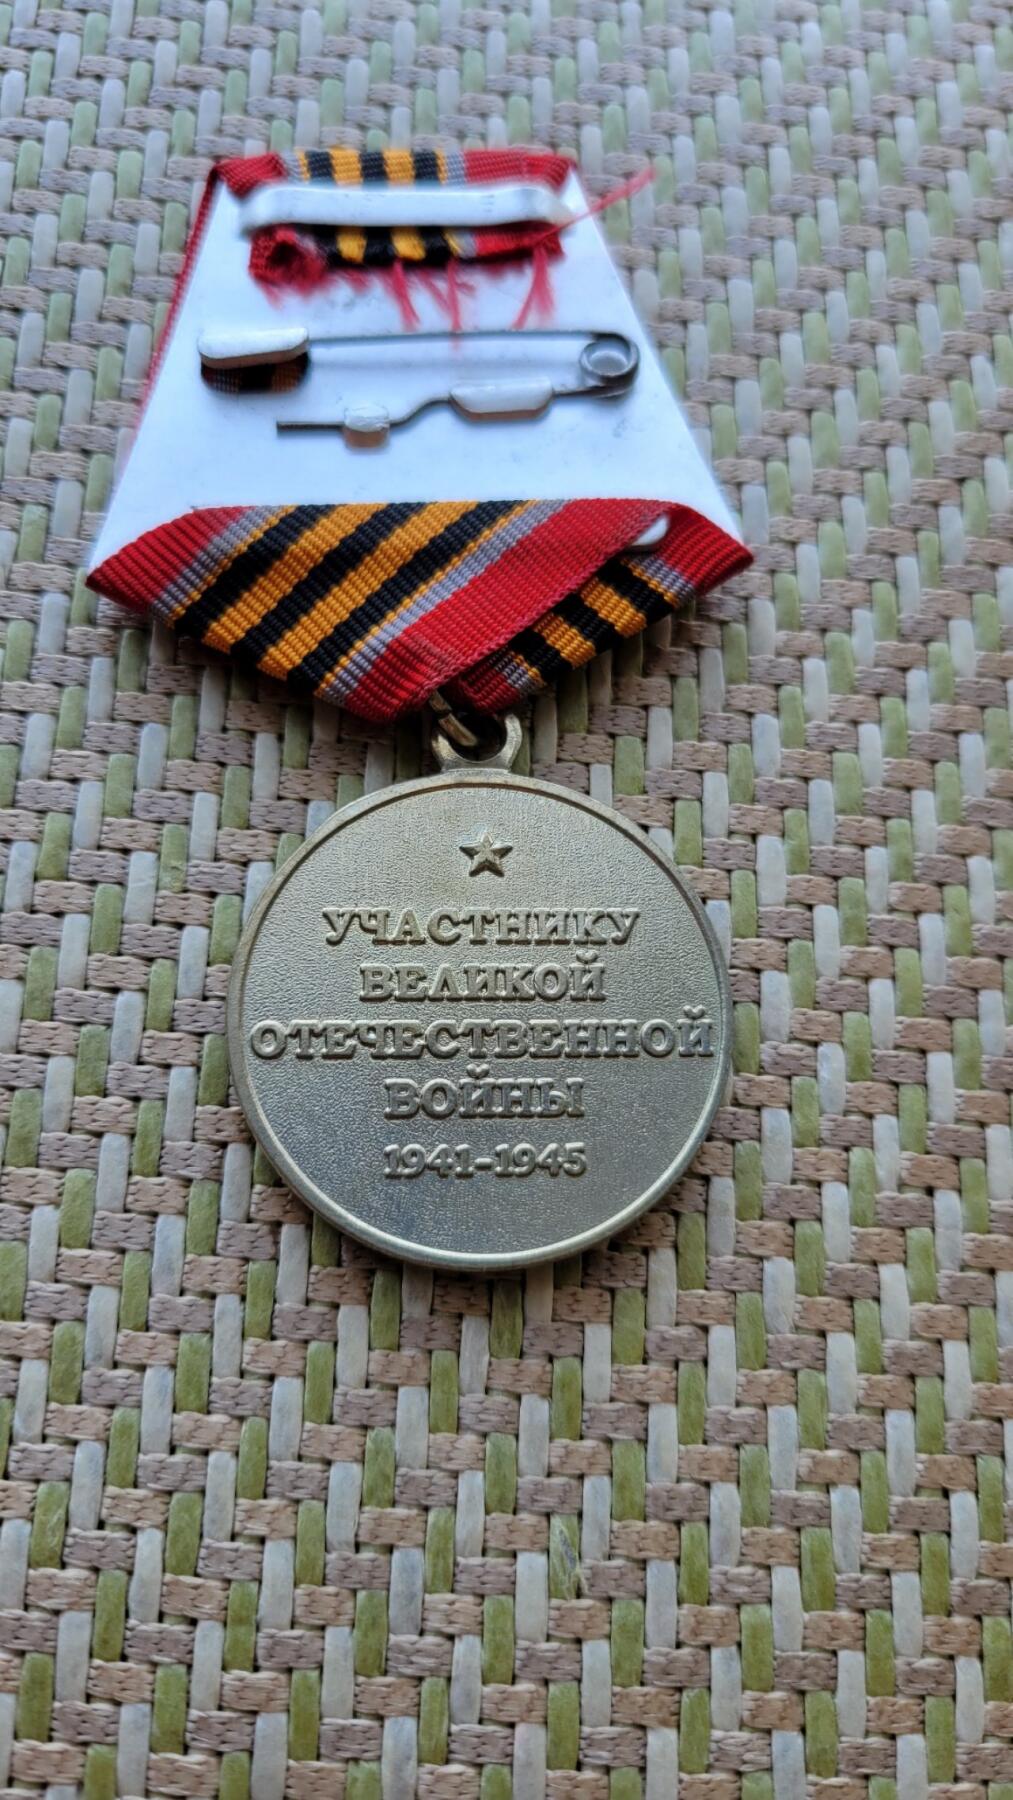 УЧАСТНИКУ
ВЕЛИКОЙ
ОТЕЧЕСТВЕННОЙ
ВОЙНЫ
1941-1945